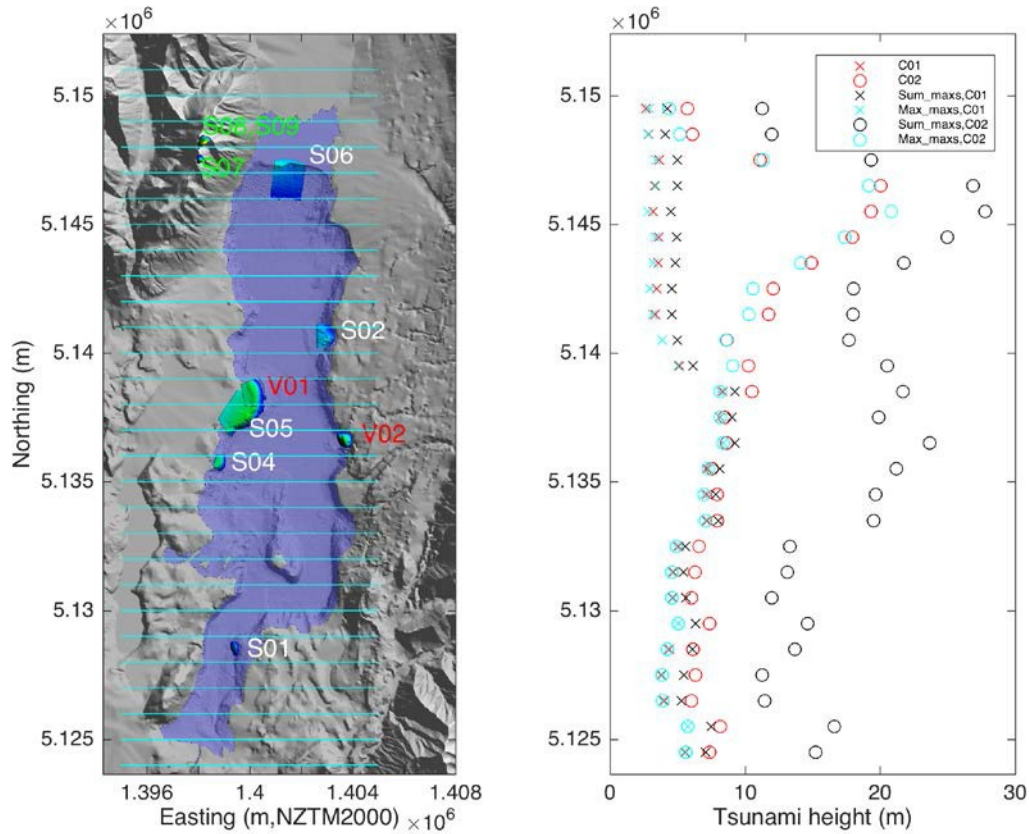 ×10⁶
5.15
5.145
5.14
5.135
5.13
5.125
Northing (m)
S08,S09
S07
S06
S02
V01
S05
V02
S04
S01
1.396
1.4
1.404
1.408
Easting (m,NZTM2000)
×10⁶
×10⁶
5.15
5.145
5.14
5.135
5.13
5.125
C01
C02
Sum_maxs,C01
Max_maxs,C01
Sum_maxs,C02
Max_maxs,C02
0
10
20
30
Tsunami height (m)